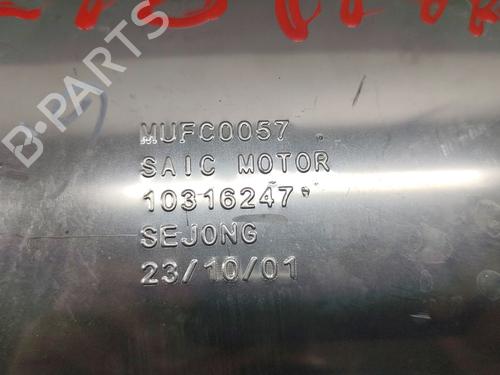 MUFC0057
SAIC MOTOR
10316247
SEJONG
23/10/01
B-PARTS